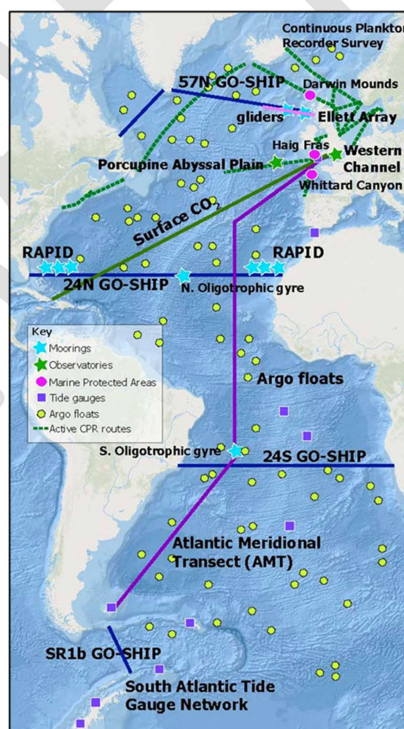 Continuous Plankton
Recorder Survey
57N GO-SHIP
Darwin Mounds
gliders
Ellett Array
Haig Fras
Western
Channel
Porcupine Abyssal Plain
Whittard Canyon
Surface CO2
RAPID
RAPID
24N GO-SHIP
N. Oligotrophic gyre
Key
Moorings
Observatories
Marine Protected Areas
Tide gauges
Argo floats
Active CPR routes
Argo floats
S. Oligotrophic gyre
24S GO-SHIP
Atlantic Meridional
Transect (AMT)
SR1b GO-SHIP
South Atlantic Tide
Gauge Network